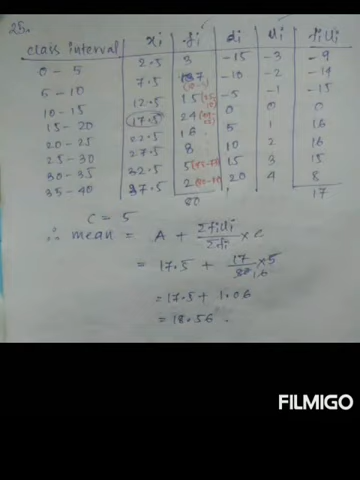 25.
class interval xi fi di ui fiui
0 - 5 2.5 3 -15 -3 -9
5 - 10 7.5 7 -10 -2 -14
10 - 15 12.5 15 -5 -1 -15
15 - 20 17.5 24 0 0 0
20 - 25 22.5 16 5 1 16
25 - 30 27.5 8 10 2 16
30 - 35 32.5 5 15 3 15
35 - 40 37.5 2 20 4 8
80 17
C = 5
∴ mean = A + Σfiui/Σfi × C
= 17.5 + 17/80 × 5
= 17.5 + 1.06
= 18.56 .
FILMIGO